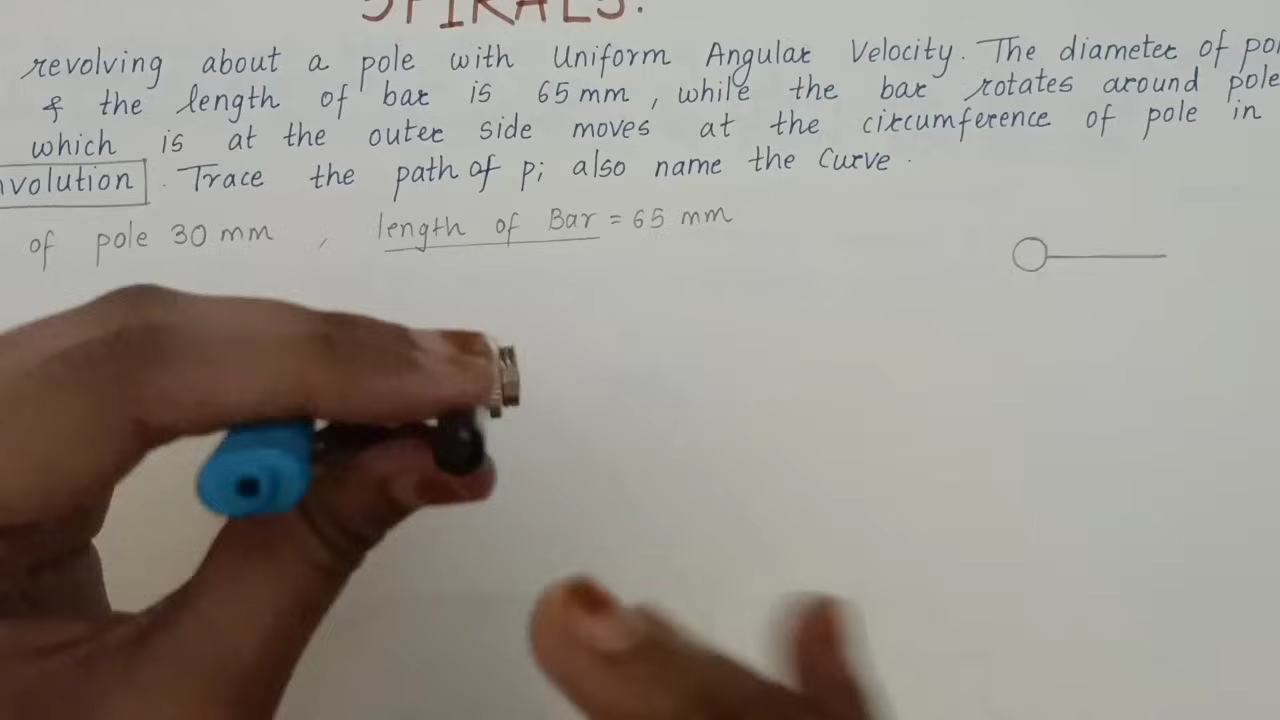 SPIRALS.
revolving about a pole with Uniform Angular Velocity. The diameter of
& the length of bar is 65 mm, while the bar rotates around pole
which is at the outer side moves at the circumference of pole in
Trace the path of P; also name the Curve.
of pole 30 mm , length of Bar = 65 mm